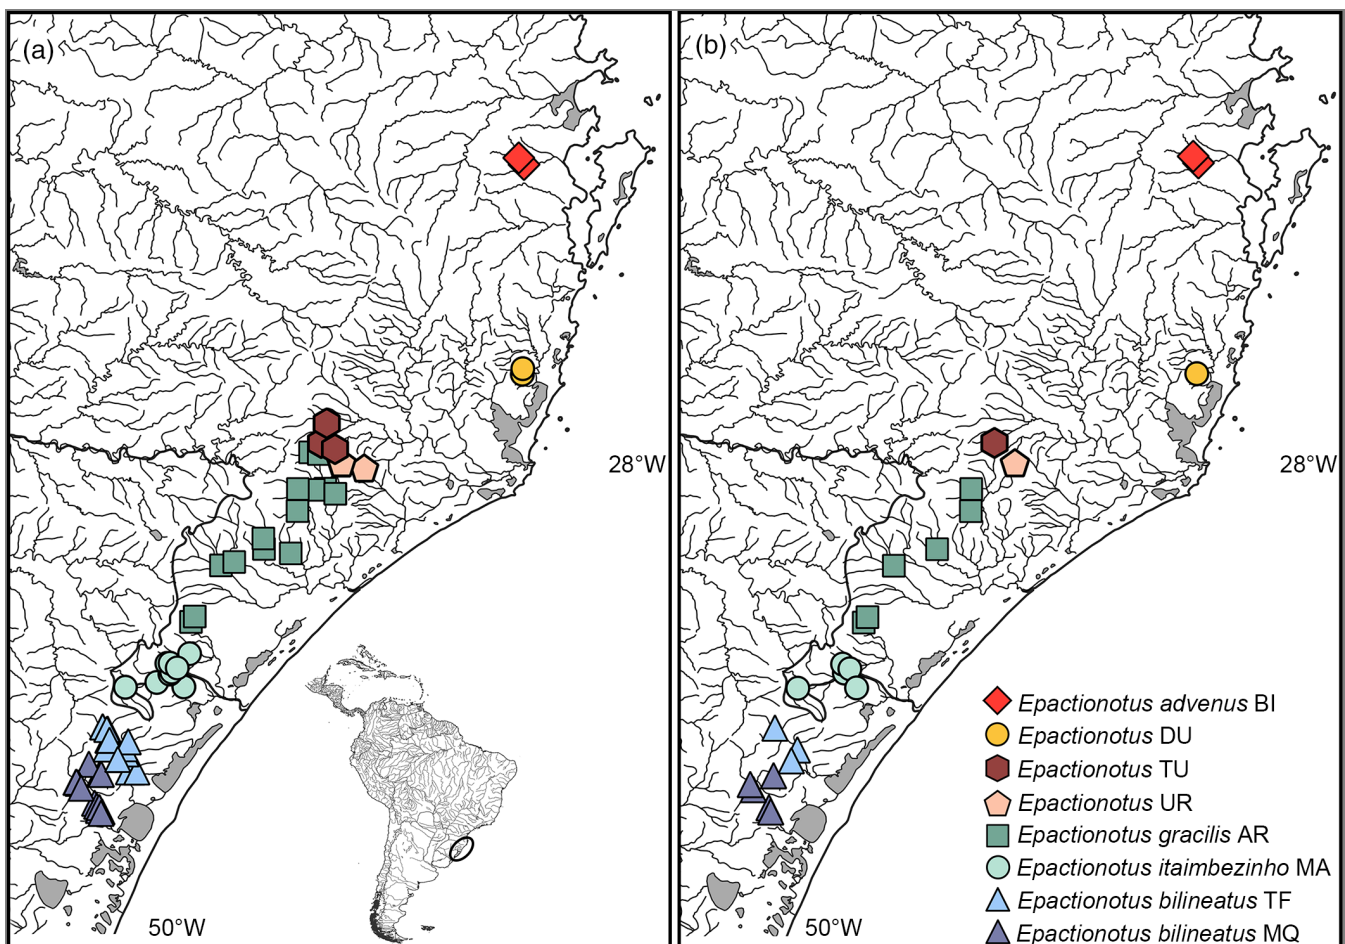 (a)
28°W
50°W
(b)
28°W
50°W
Epactionotus advenus BI
Epactionotus DU
Epactionotus TU
Epactionotus UR
Epactionotus gracilis AR
Epactionotus itaimbezinho MA
Epactionotus bilineatus TF
Epactionotus bilineatus MQ